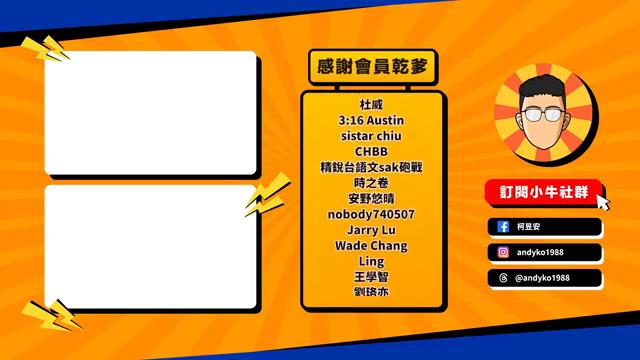 感謝會員乾爹
杜威
3:16 Austin
sistar chiu
CHBB
精銳台語文sak砲戰
時之卷
安野悠晴
nobody740507
Jarry Lu
Wade Chang
Ling
王學智
劉珞亦
訂閱小牛社群
柯昱安
andyko1988
@andyko1988